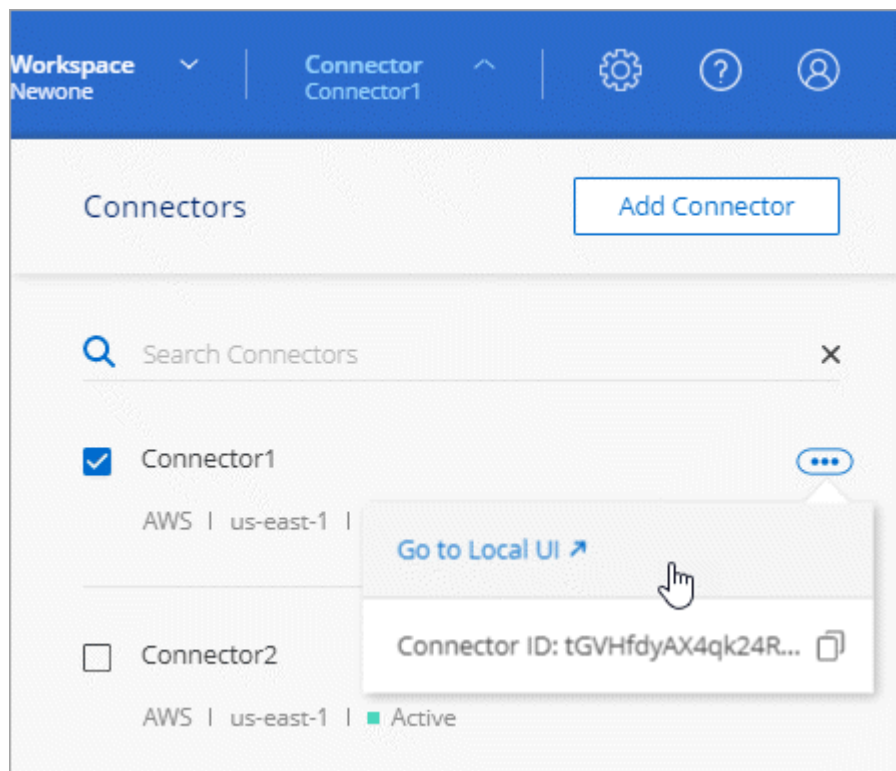 Workspace
Newone
Connector
Connector1
Connectors
Add Connector
Search Connectors
Connector1
AWS | us-east-1 |
Go to Local UI
Connector ID: tGVHfdyAX4qk24R...
Connector2
AWS | us-east-1 | Active